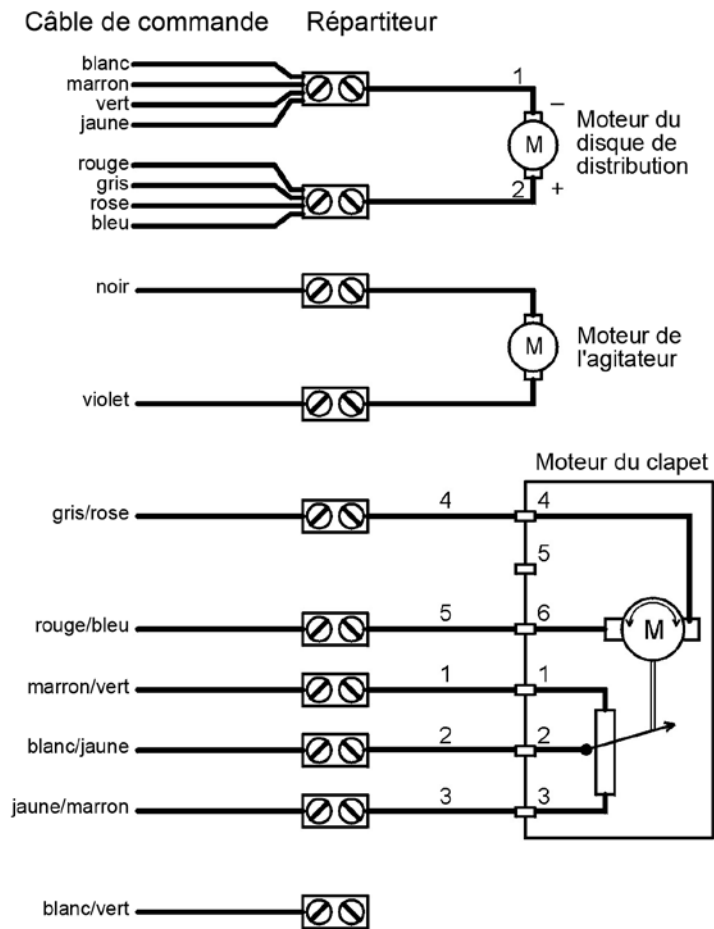 Câble de commande Répartiteur
blanc
marron
vert
jaune
1
–
M
Moteur du
disque de
distribution
rouge
gris
rose
bleu
2
+
noir
M
Moteur de
l'agitateur
violet
Moteur du clapet
gris/rose
4
4
5
rouge/bleu
5
6
M
marron/vert
1
1
blanc/jaune
2
2
jaune/marron
3
3
blanc/vert